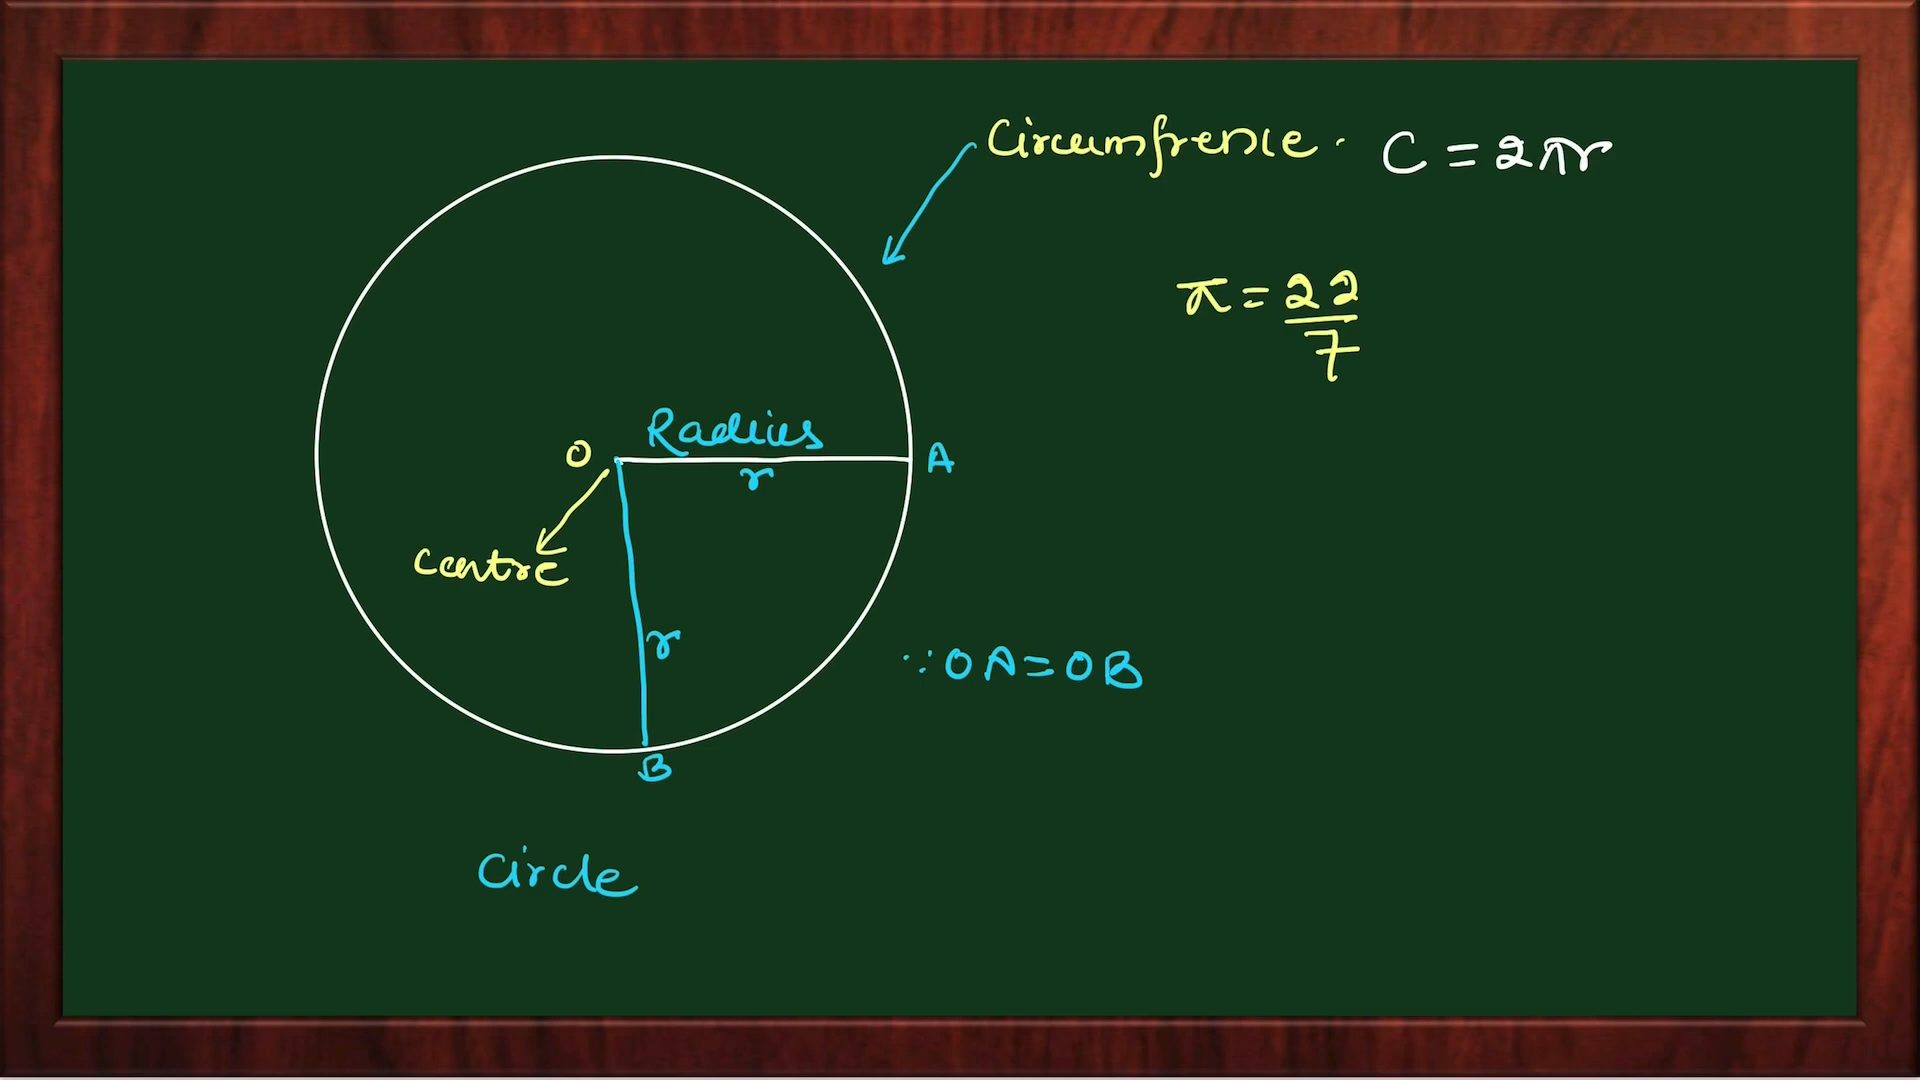 Circumfrence. C = 2πr
π = 22/7
Radius
O r A
centre
r
∵ OA = OB
B
Circle